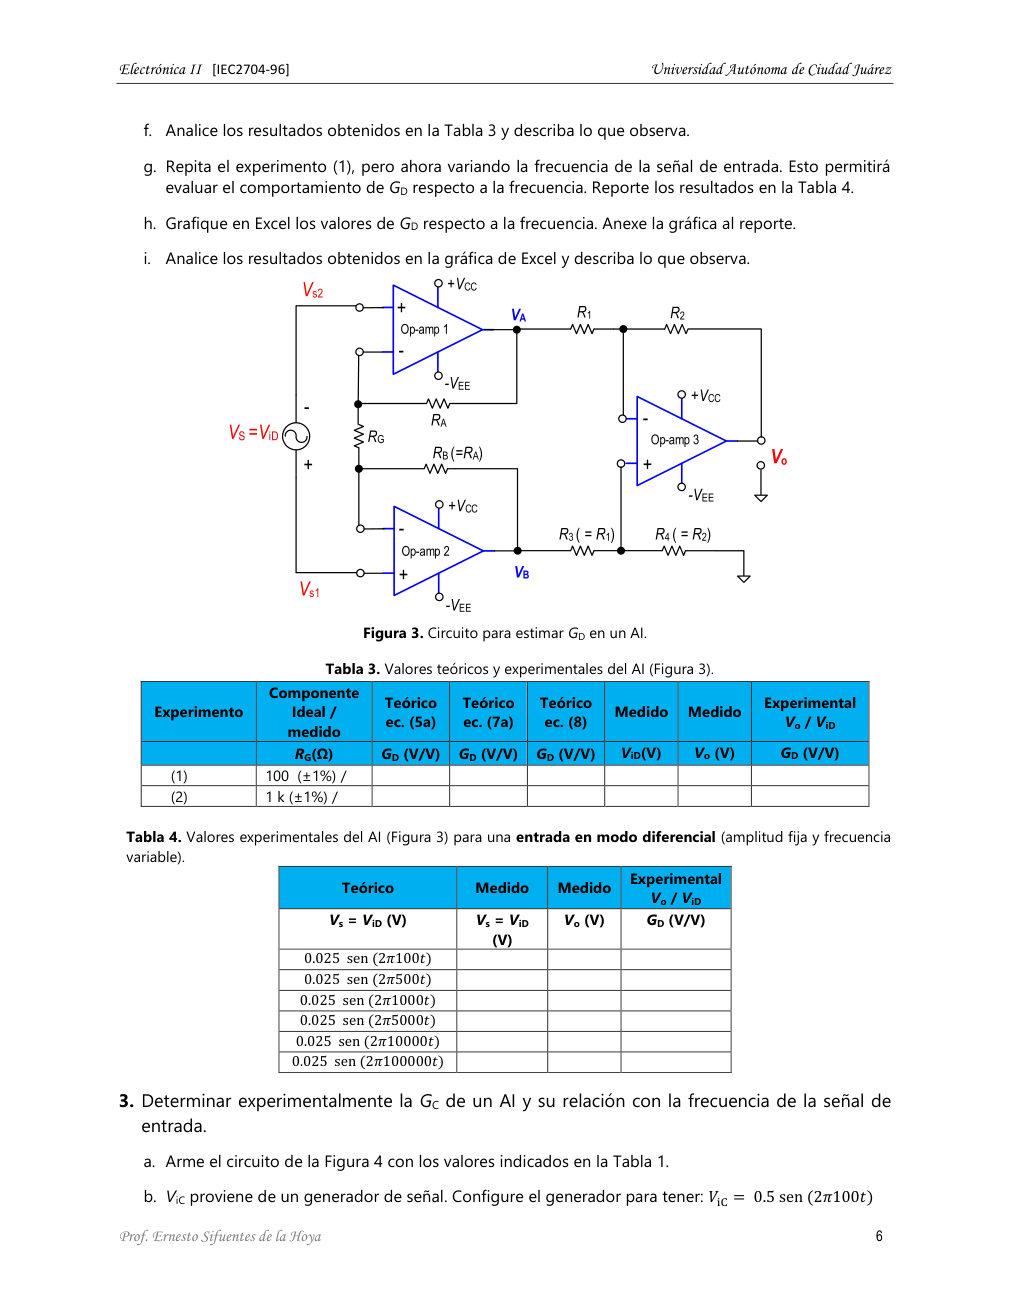 Electrónica II [IEC2704-96] Universidad Autónoma de Ciudad Juárez
f. Analice los resultados obtenidos en la Tabla 3 y describa lo que observa.
g. Repita el experimento (1), pero ahora variando la frecuencia de la señal de entrada. Esto permitirá
evaluar el comportamiento de GD respecto a la frecuencia. Reporte los resultados en la Tabla 4.
h. Grafique en Excel los valores de GD respecto a la frecuencia. Anexe la gráfica al reporte.
i. Analice los resultados obtenidos en la gráfica de Excel y describa lo que observa.
Vs2
+VCC
+
Op-amp 1
-
-VEE
VA
R1
R2
RA
-
VS =ViD
+
RG
RB (=RA)
+VCC
-
Op-amp 3
+
-VEE
Vo
+VCC
-
Op-amp 2
+
-VEE
Vs1
VB
R3 ( = R1)
R4 ( = R2)
Figura 3. Circuito para estimar GD en un AI.
Tabla 3. Valores teóricos y experimentales del AI (Figura 3).
Experimento
Componente
Ideal /
medido
Teórico
ec. (5a)
Teórico
ec. (7a)
Teórico
ec. (8)
Medido
Medido
Experimental
Vo / ViD
RG(Ω) GD (V/V) GD (V/V) GD (V/V) ViD(V) Vo (V) GD (V/V)
(1) 100 (±1%) /
(2) 1 k (±1%) /
Tabla 4. Valores experimentales del AI (Figura 3) para una entrada en modo diferencial (amplitud fija y frecuencia
variable).
Teórico
Medido
Medido
Experimental
Vo / ViD
Vs = ViD (V)
Vs = ViD
(V)
Vo (V)
GD (V/V)
0.025 sen (2π100t)
0.025 sen (2π500t)
0.025 sen (2π1000t)
0.025 sen (2π5000t)
0.025 sen (2π10000t)
0.025 sen (2π100000t)
3. Determinar experimentalmente la GC de un AI y su relación con la frecuencia de la señal de
entrada.
a. Arme el circuito de la Figura 4 con los valores indicados en la Tabla 1.
b. ViC proviene de un generador de señal. Configure el generador para tener: ViC = 0.5 sen (2π100t)
Prof. Ernesto Sifuentes de la Hoya 6